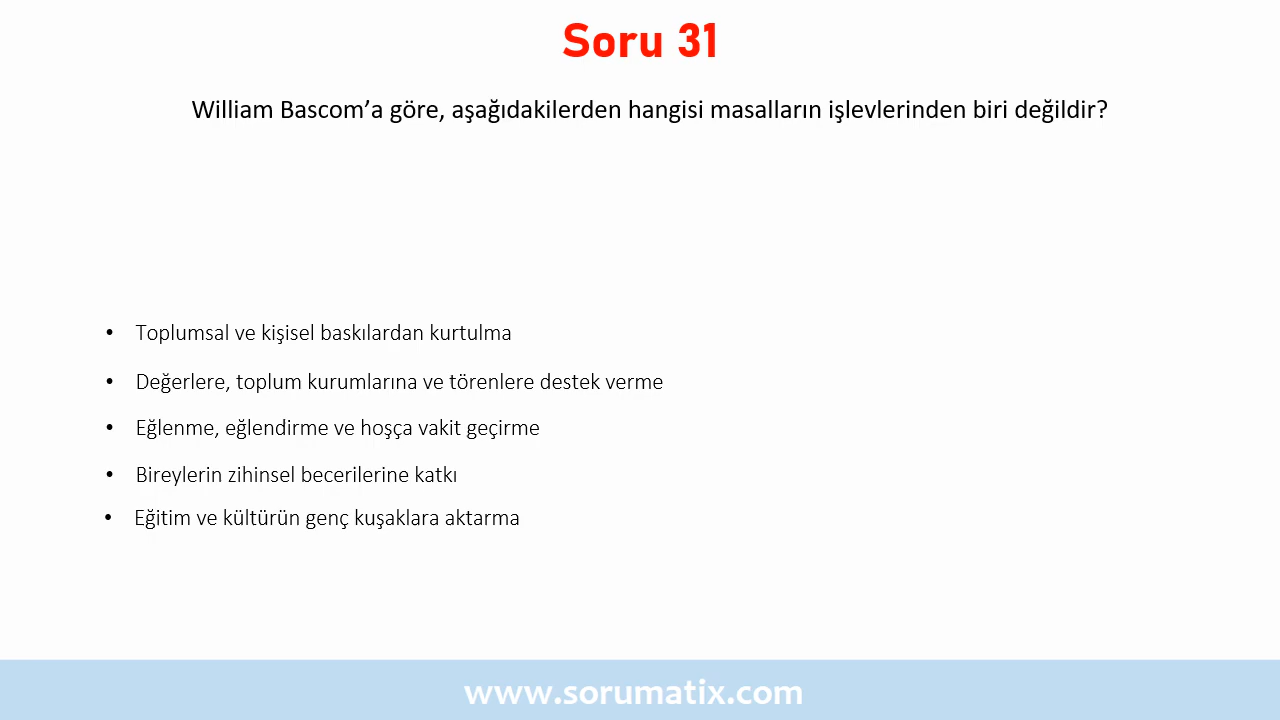 Soru 31
William Bascom’a göre, aşağıdakilerden hangisi masalların işlevlerinden biri değildir?
• Toplumsal ve kişisel baskılardan kurtulma
• Değerlere, toplum kurumlarına ve törenlere destek verme
• Eğlenme, eğlendirme ve hoşça vakit geçirme
• Bireylerin zihinsel becerilerine katkı
• Eğitim ve kültürün genç kuşaklara aktarma
www.sorumatix.com